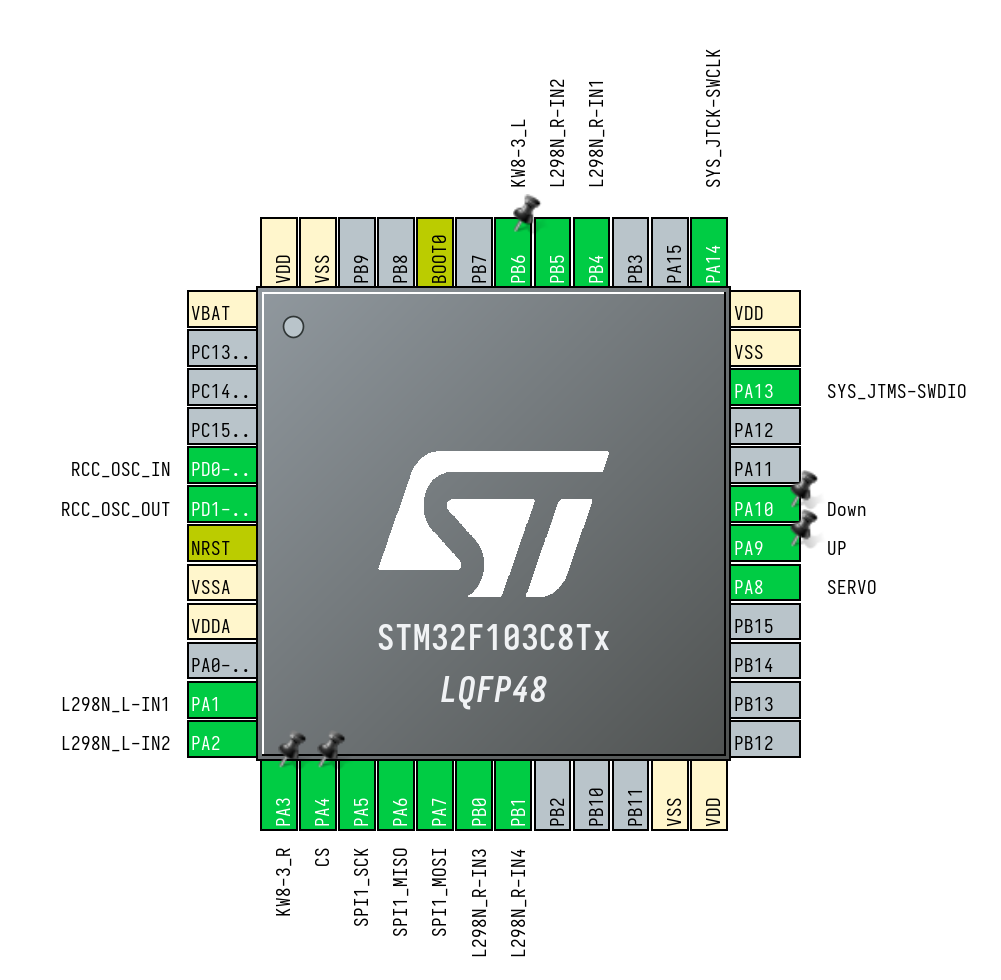 KW8-3_L
L298N_R-IN2
L298N_R-IN1
SYS_JTCK-SWCLK
VDD
VSS
PB9
PB8
BOOT0
PB7
PB6
PB5
PB4
PB3
PA15
PA14
VBAT
PC13..
PC14..
PC15..
RCC_OSC_IN PD0-..
RCC_OSC_OUT PD1-..
NRST
VSSA
VDDA
PA0-..
L298N_L-IN1 PA1
L298N_L-IN2 PA2
VDD
VSS
PA13 SYS_JTMS-SWDIO
PA12
PA11
PA10 Down
PA9 UP
PA8 SERVO
PB15
PB14
PB13
PB12
ST
STM32F103C8Tx
LQFP48
PA3
PA4
PA5
PA6
PA7
PB0
PB1
PB2
PB10
PB11
VSS
VDD
KW8-3_R
CS
SPI1_SCK
SPI1_MISO
SPI1_MOSI
L298N_R-IN3
L298N_R-IN4